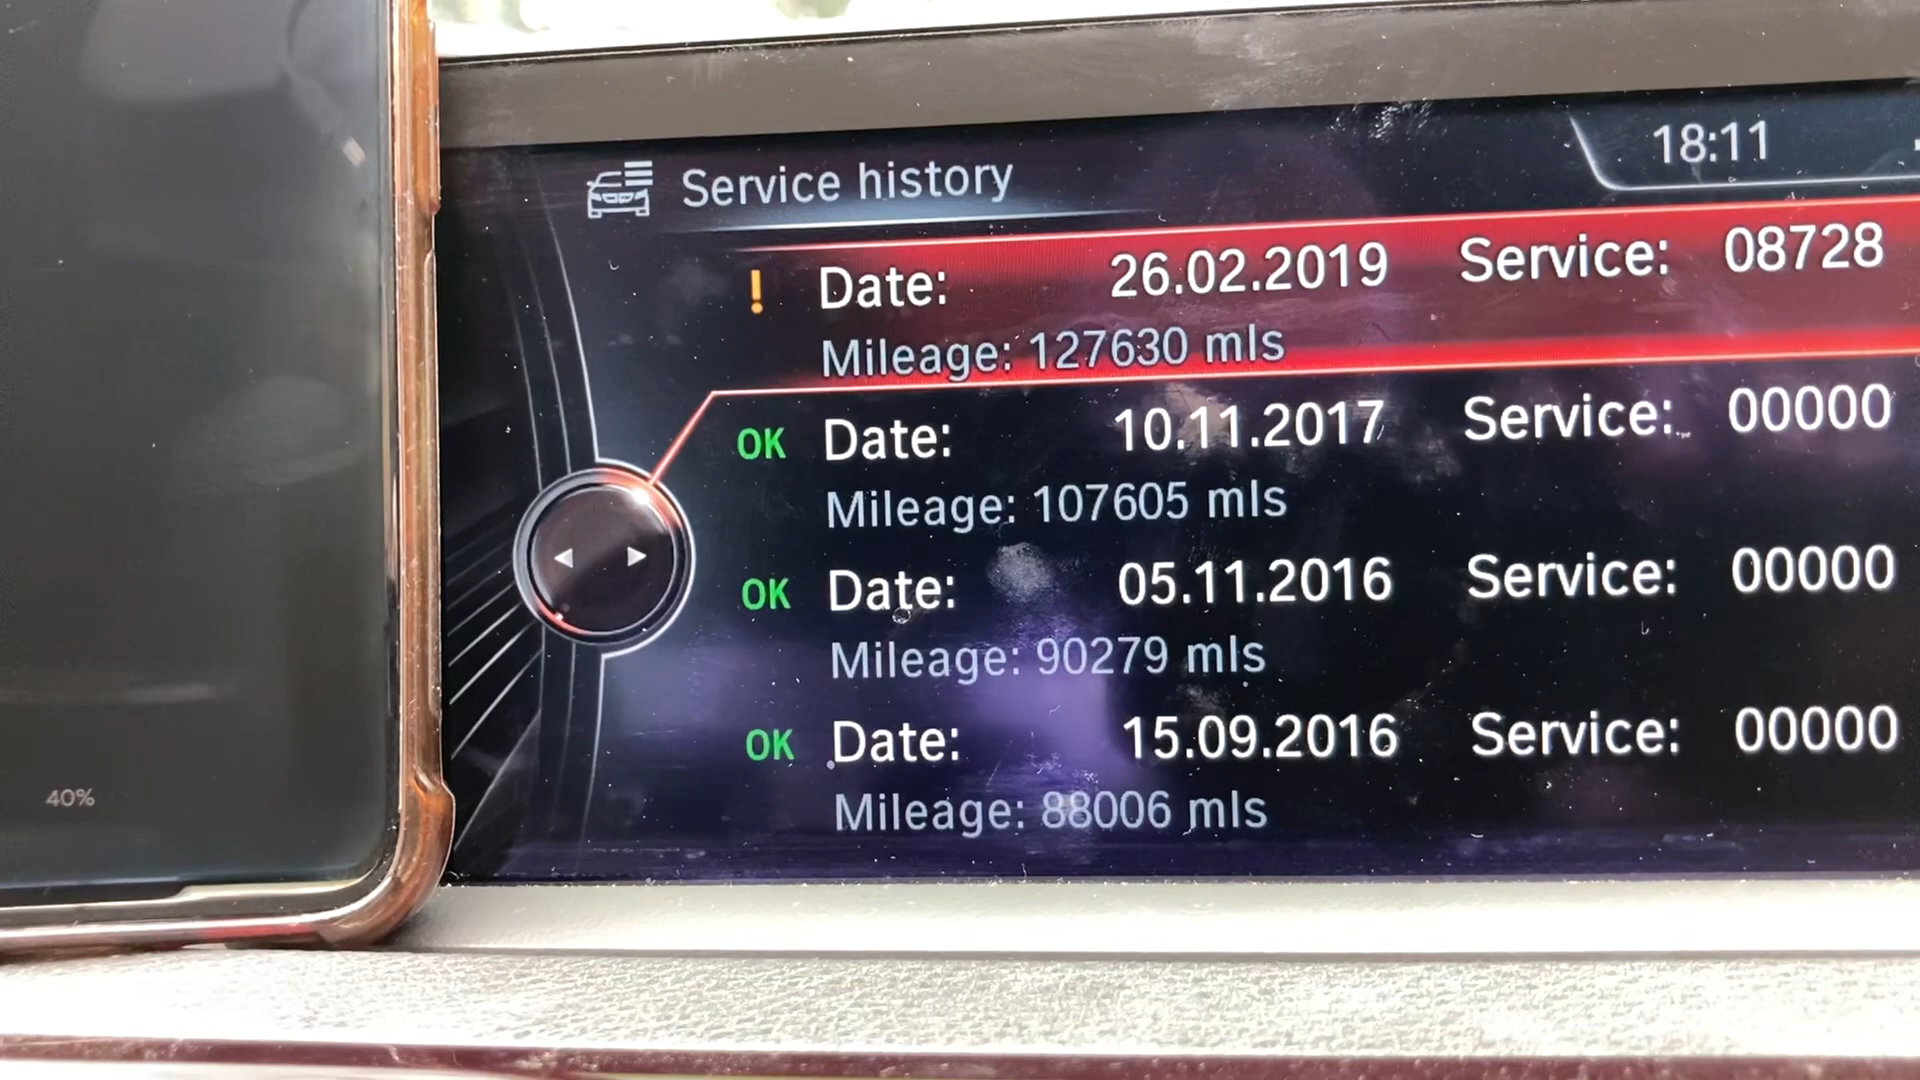 Service history
18:11
! Date: 26.02.2019 Service: 08728
Mileage: 127630 mls
OK Date: 10.11.2017 Service: 00000
Mileage: 107605 mls
OK Date: 05.11.2016 Service: 00000
Mileage: 90279 mls
OK Date: 15.09.2016 Service: 00000
Mileage: 88006 mls
40%